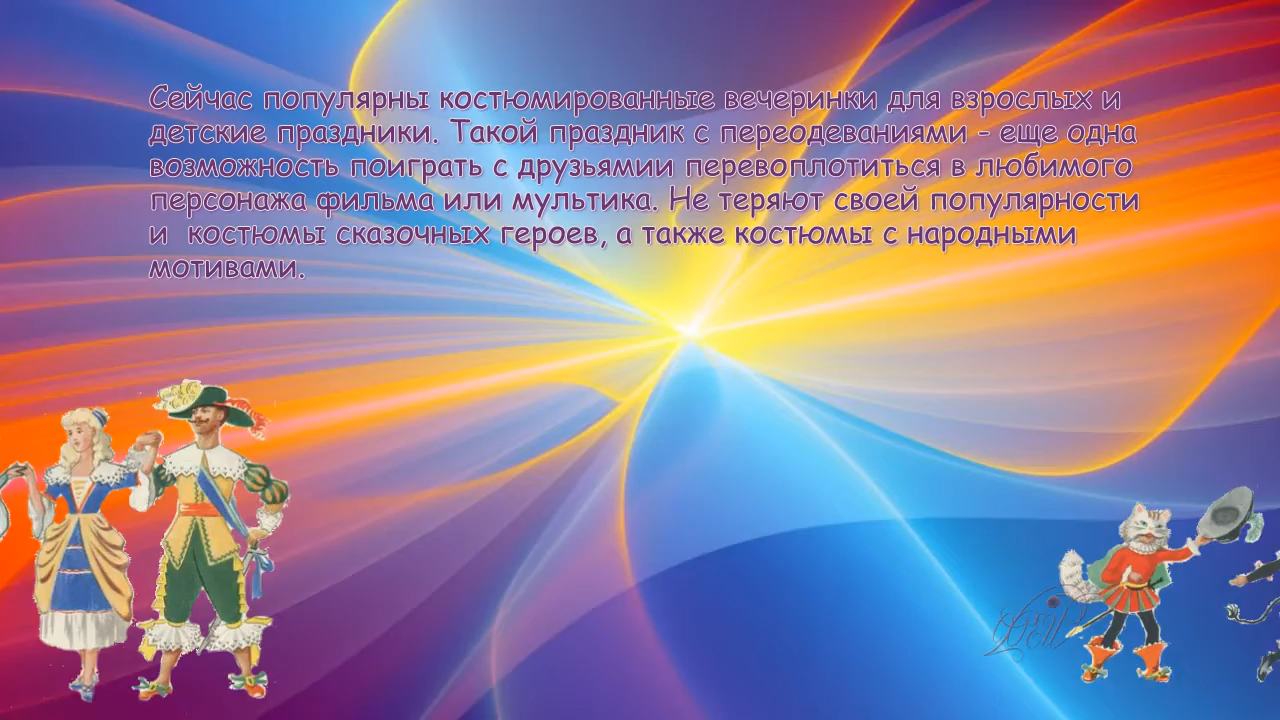 Сейчас популярны костюмированные вечеринки для взрослых и
детские праздники. Такой праздник с переодеваниями - еще одна
возможность поиграть с друзьямии перевоплотиться в любимого
персонажа фильма или мультика. Не теряют своей популярности
и  костюмы сказочных героев, а также костюмы с народными
мотивами.